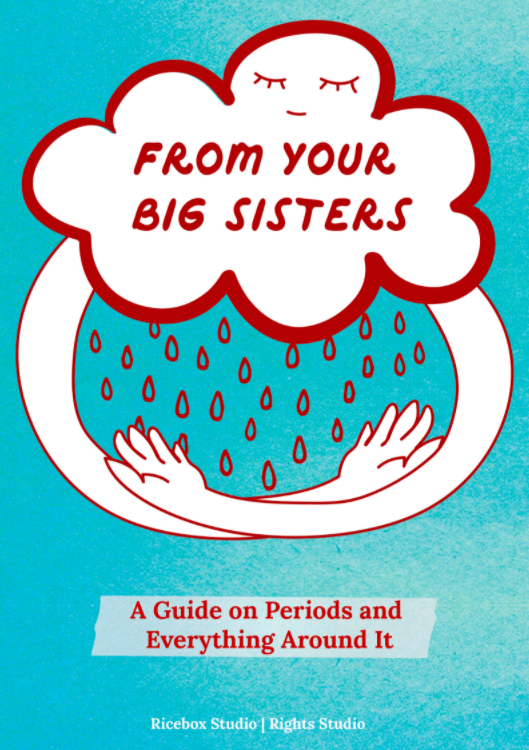 FROM YOUR
BIG SISTERS
A Guide on Periods and
Everything Around It
Ricebox Studio | Rights Studio